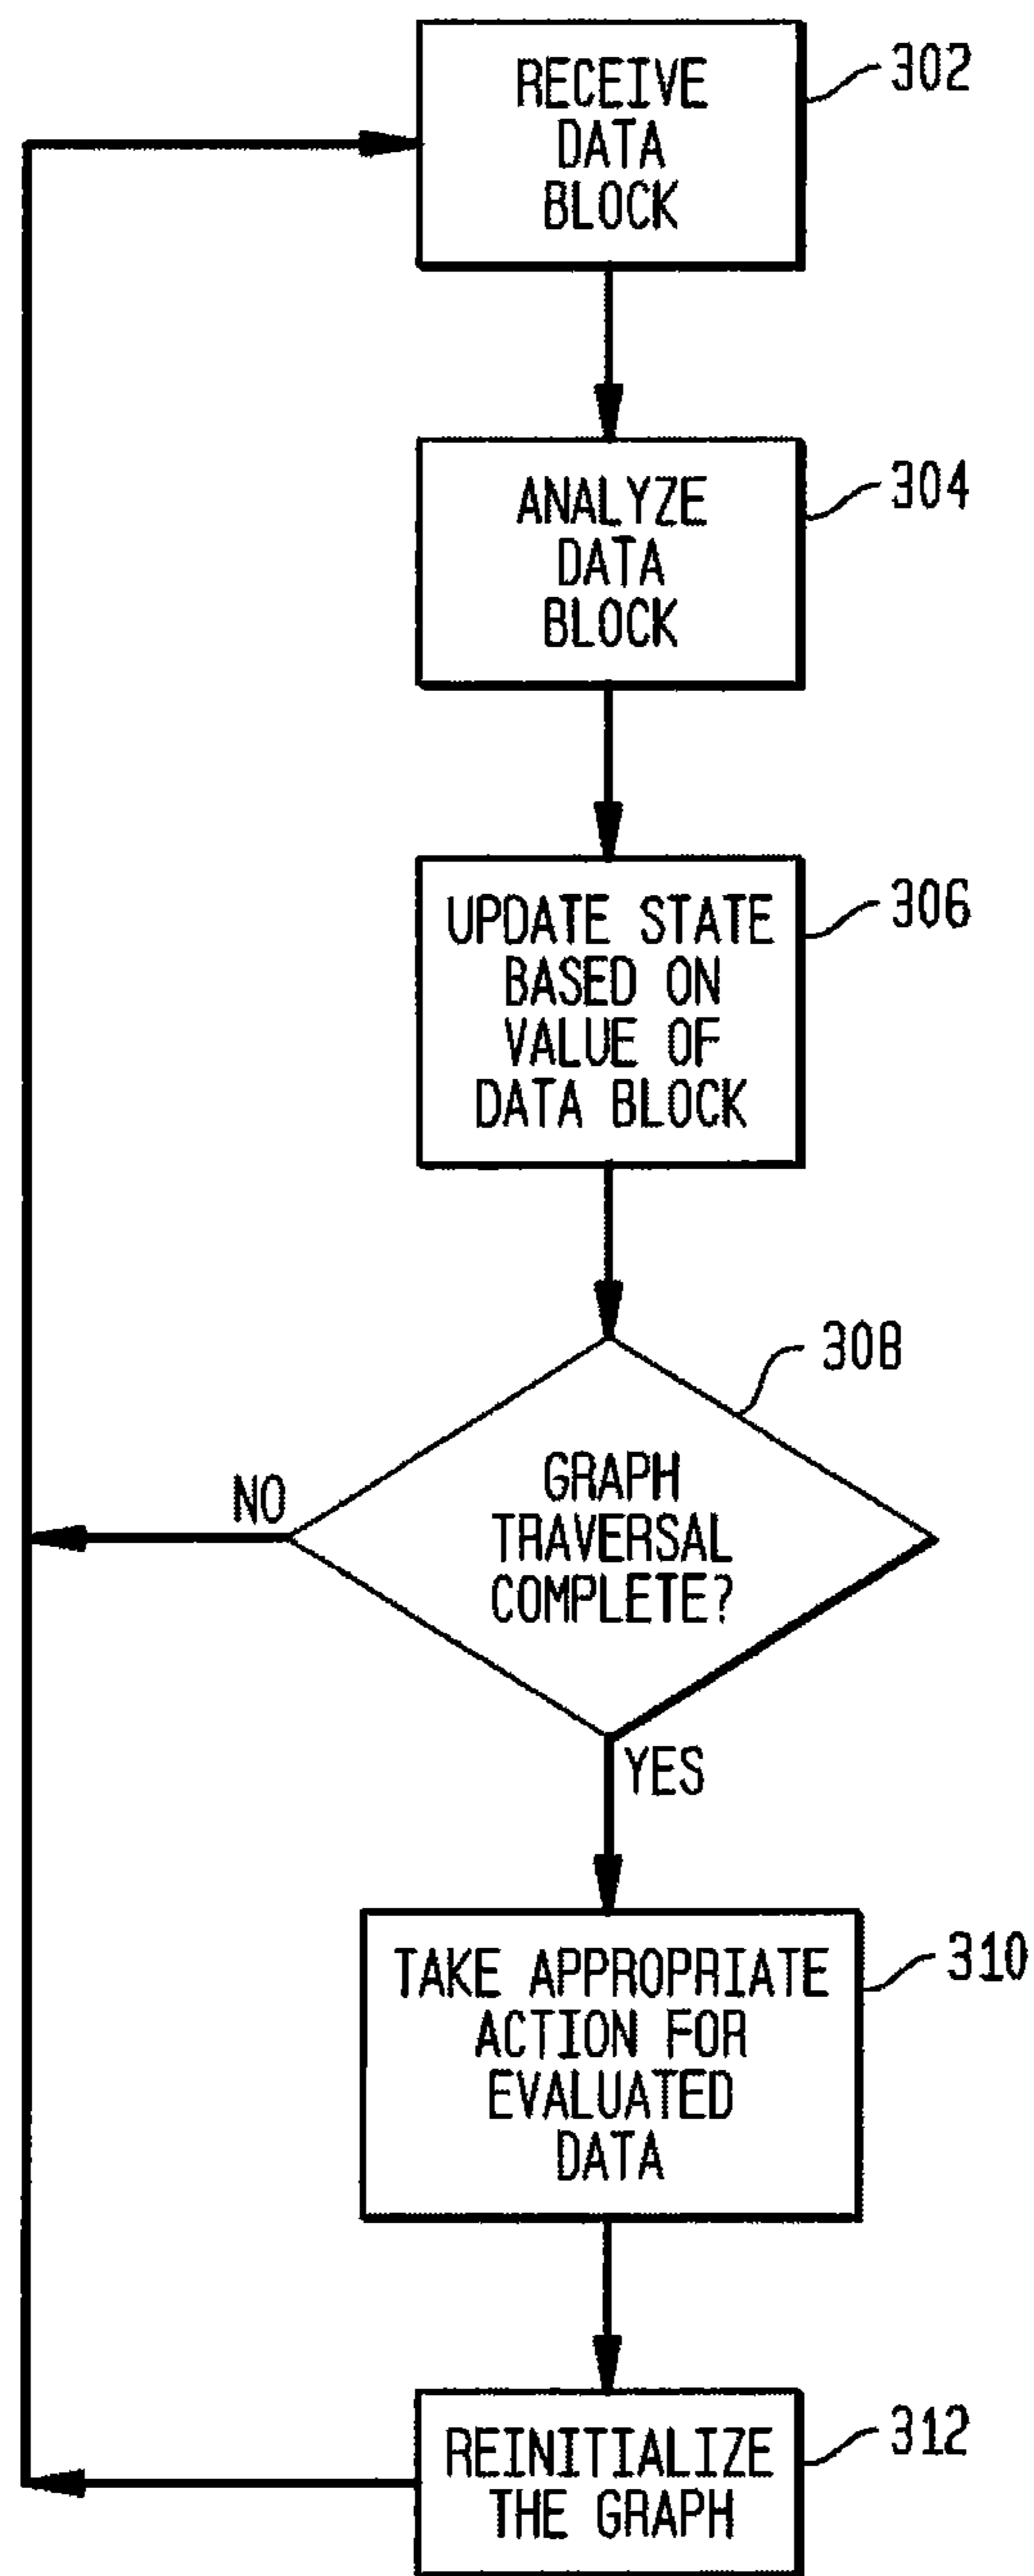 RECEIVE
DATA
BLOCK
302
ANALYZE
DATA
BLOCK
304
UPDATE STATE
BASED ON
VALUE OF
DATA BLOCK
306
308
GRAPH
TRAVERSAL
COMPLETE?
NO
YES
TAKE APPROPRIATE
ACTION FOR
EVALUATED
DATA
310
REINITIALIZE
THE GRAPH
312